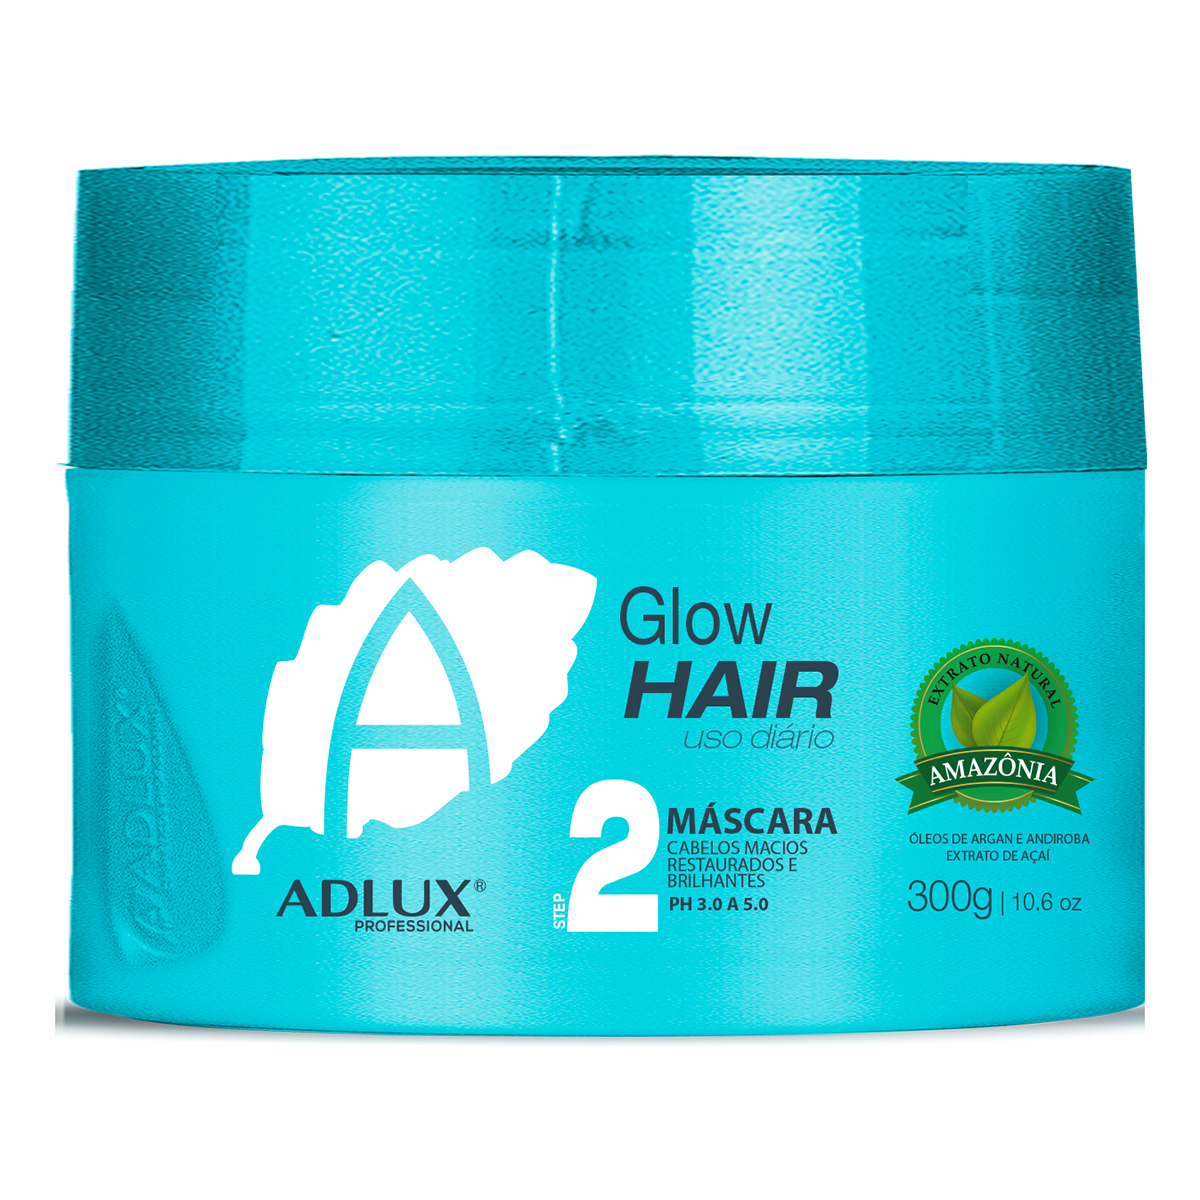 ADLUX®
ADLUX®
PROFESSIONAL
Glow
HAIR
uso diário
STEP
2
MÁSCARA
CABELOS MACIOS
RESTAURADOS E
BRILHANTES
PH 3.0 A 5.0
EXTRATO NATURAL
AMAZÔNIA
ÓLEOS DE ARGAN E ANDIROBA
EXTRATO DE AÇAÍ
300g | 10.6 oz